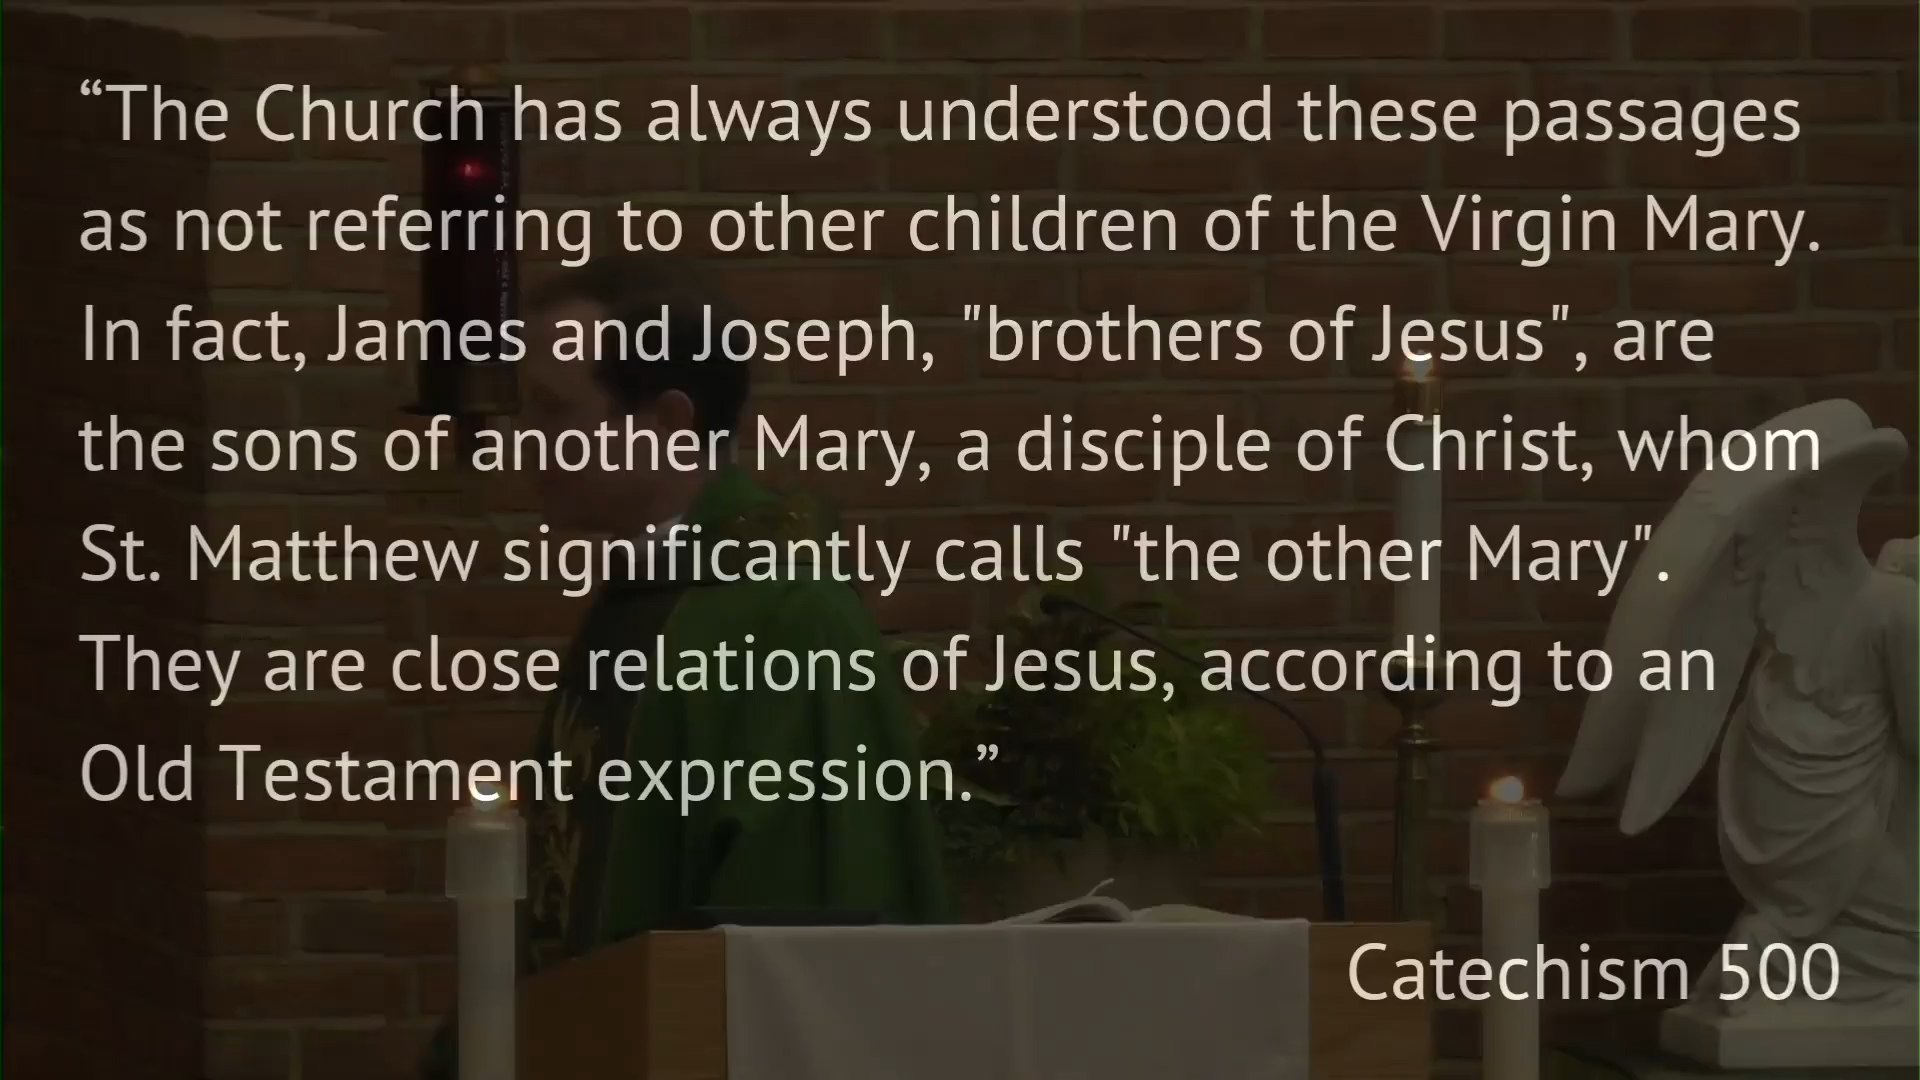 “The Church has always understood these passages
as not referring to other children of the Virgin Mary.
In fact, James and Joseph, "brothers of Jesus", are
the sons of another Mary, a disciple of Christ, whom
St. Matthew significantly calls "the other Mary".
They are close relations of Jesus, according to an
Old Testament expression.”
Catechism 500